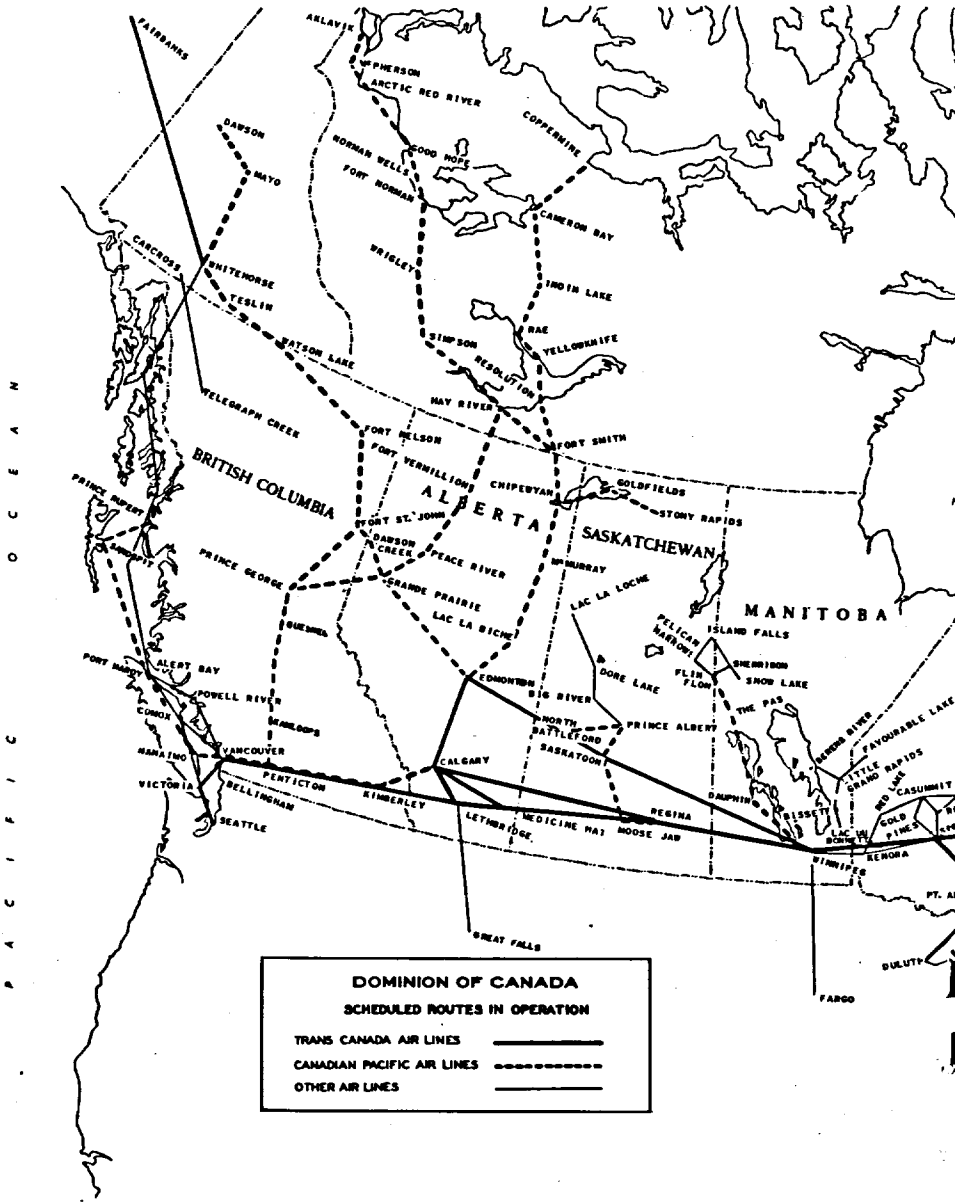 AKLAVIK
FAIRBANKS
McPHERSON
ARCTIC RED RIVER
COPPERMINE
DAWSON
NORMAN WELLS
GOOD HOPE
MAYO
FORT NORMAN
CAMERON BAY
CARCROSS
WRIGLEY
WHITEHORSE
INDIN LAKE
TESLIN
RAE
SIMPSON
YELLOWKNIFE
WATSON LAKE
RESOLUTION
HAY RIVER
TELEGRAPH CREEK
FORT NELSON
FORT SMITH
BRITISH COLUMBIA
FORT VERMILLION
ALBERTA
CHIPEWYAN
GOLDFIELDS
PRINCE RUPERT
STONY RAPIDS
FORT ST. JOHN
SASKATCHEWAN
SANDSPIT
DAWSON CREEK
PEACE RIVER
PRINCE GEORGE
McMURRAY
GRANDE PRAIRIE
LAC LA LOCHE
MANITOBA
LAC LA BICHE
QUESNEL
PELICAN NARROWS
ISLAND FALLS
SHERRIDON
PORT HARDY
ALERT BAY
FLIN FLON
SNOW LAKE
EDMONTON
DORE LAKE
BIG RIVER
POWELL RIVER
THE PAS
COMOX
KAMLOOPS
NORTH BATTLEFORD
PRINCE ALBERT
BERENS RIVER
FAVOURABLE LAKE
NANAIMO
VANCOUVER
SASKATOON
CALGARY
LITTLE GRAND RAPIDS
VICTORIA
PENTICTON
RED LAKE
CASUMMIT
BELLINGHAM
KIMBERLEY
DAUPHIN
BISSETT
GOLD PINES
REGINA
SEATTLE
LETHBRIDGE
MEDICINE HAT
MOOSE JAW
LAC DU BONNET
WINNIPEG
KENORA
PT. A
GREAT FALLS
DULUTH
FARGO
PACIFIC OCEAN
DOMINION OF CANADA
SCHEDULED ROUTES IN OPERATION
TRANS CANADA AIR LINES
CANADIAN PACIFIC AIR LINES
OTHER AIR LINES